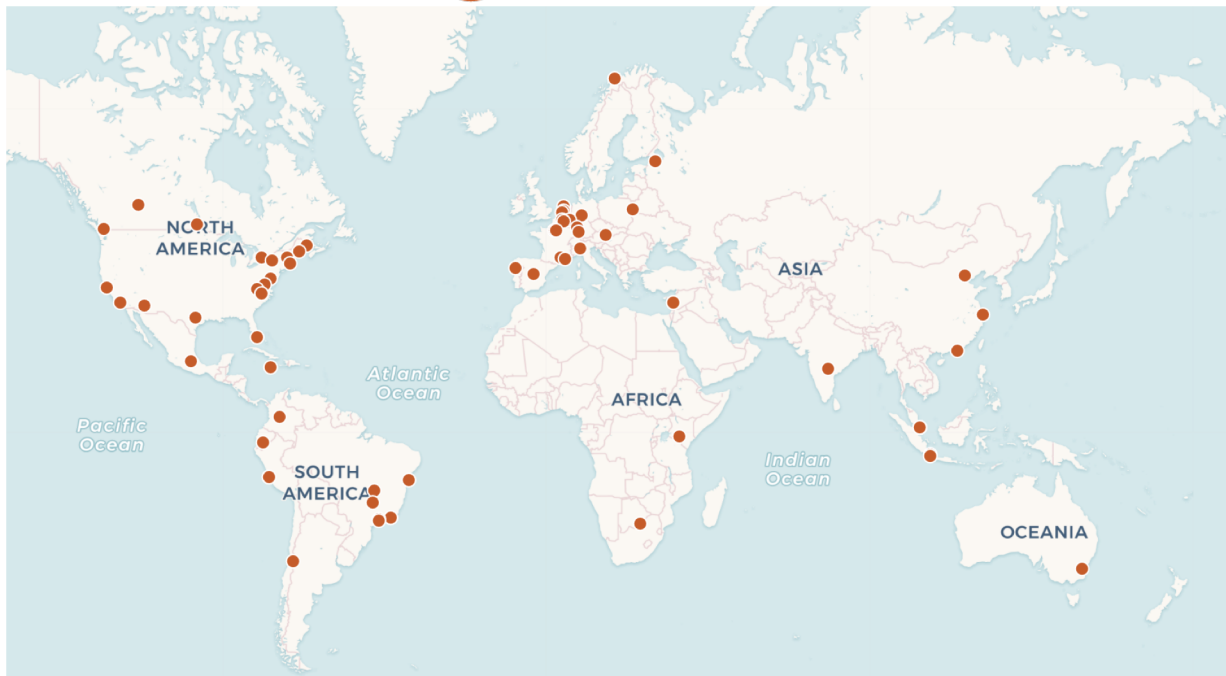 NORTH
AMERICA
ASIA
Atlantic
Ocean
AFRICA
Pacific
Ocean
SOUTH
AMERICA
Indian
Ocean
OCEANIA